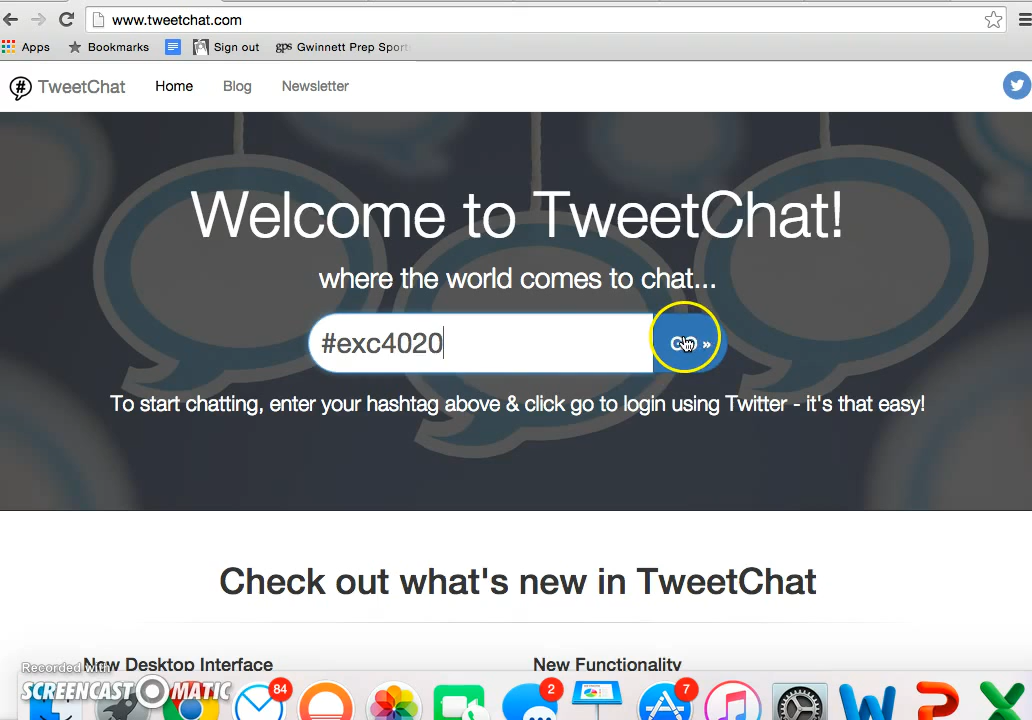 www.tweetchat.com
Apps Bookmarks Sign out gps Gwinnett Prep Sport
# TweetChat Home Blog Newsletter
Welcome to TweetChat!
where the world comes to chat...
#exc4020
»
To start chatting, enter your hashtag above & click go to login using Twitter - it's that easy!
Check out what's new in TweetChat
New Desktop Interface New Functionality
Recorded with
SCREENCAST-O-MATIC
84 2 7